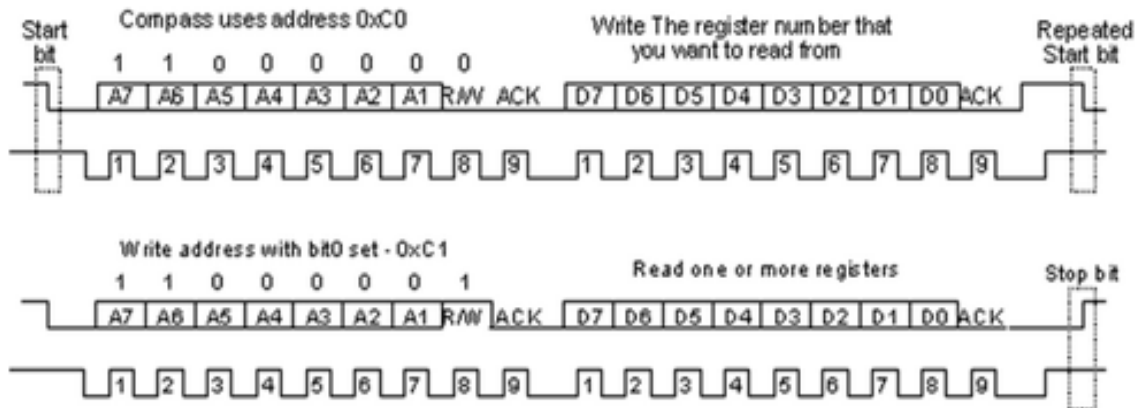 Start
bit
Compass uses address 0xC0
Write The register number that
you want to read from
Repeated
Start bit
1 1 0 0 0 0 0 0
A7 A6 A5 A4 A3 A2 A1 R/W ACK D7 D6 D5 D4 D3 D2 D1 D0 ACK
1 2 3 4 5 6 7 8 9 1 2 3 4 5 6 7 8 9
Write address with bit0 set - 0xC1
Read one or more registers
Stop bit
1 1 0 0 0 0 0 1
A7 A6 A5 A4 A3 A2 A1 R/W ACK D7 D6 D5 D4 D3 D2 D1 D0 ACK
1 2 3 4 5 6 7 8 9 1 2 3 4 5 6 7 8 9